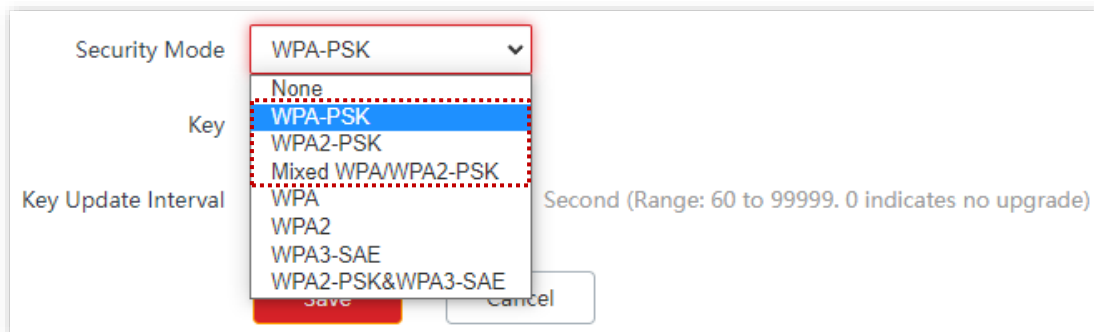 Security Mode WPA-PSK
None
Key WPA-PSK
WPA2-PSK
Mixed WPA/WPA2-PSK
Key Update Interval WPA Second (Range: 60 to 99999. 0 indicates no upgrade)
WPA2
WPA3-SAE
WPA2-PSK&WPA3-SAE
Save Cancel